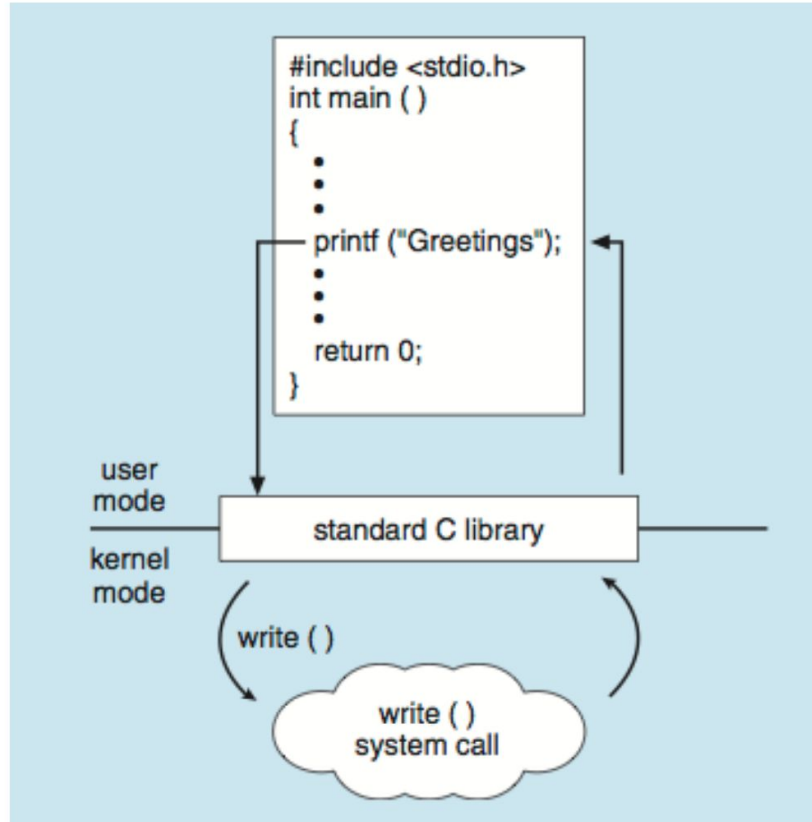 #include <stdio.h>
int main ( )
{
•
•
•
printf ("Greetings");
•
•
•
return 0;
}
user
mode
standard C library
kernel
mode
write ( )
write ( )
system call